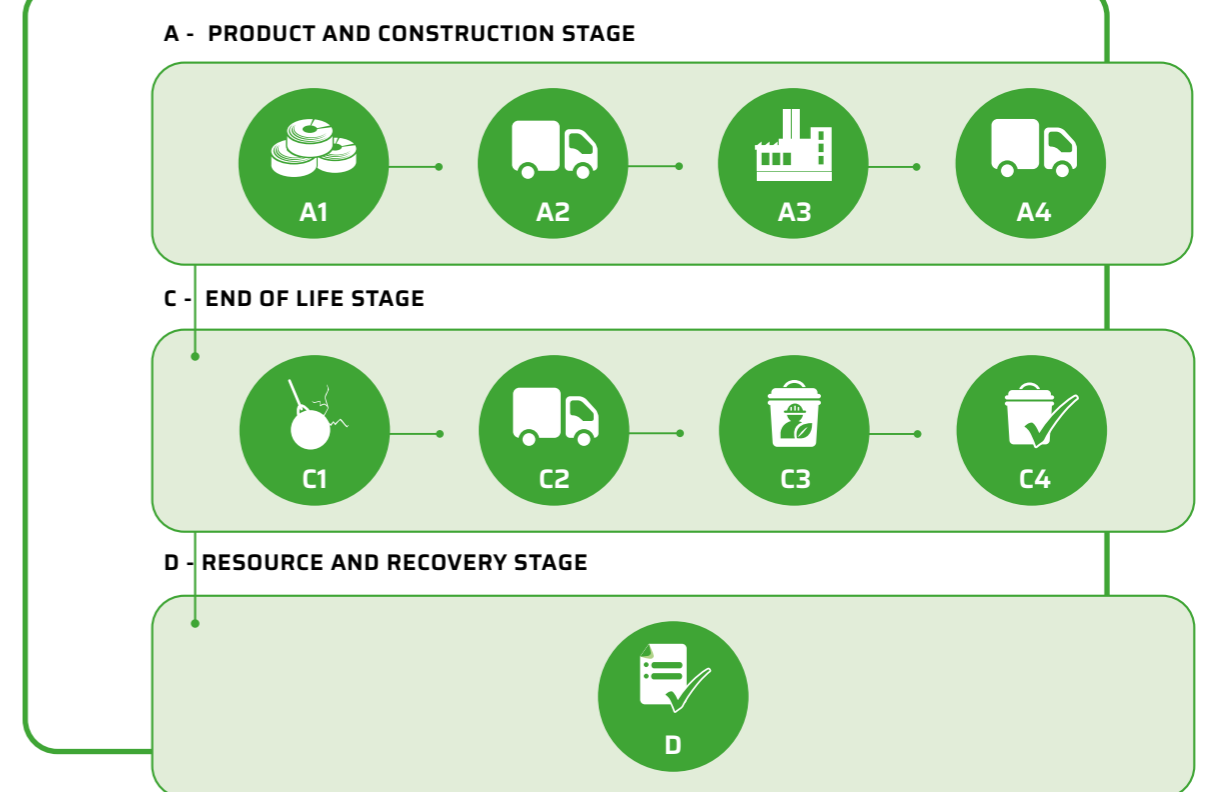 A - PRODUCT AND CONSTRUCTION STAGE
A1 A2 A3 A4
C - END OF LIFE STAGE
C1 C2 C3 C4
D - RESOURCE AND RECOVERY STAGE
D